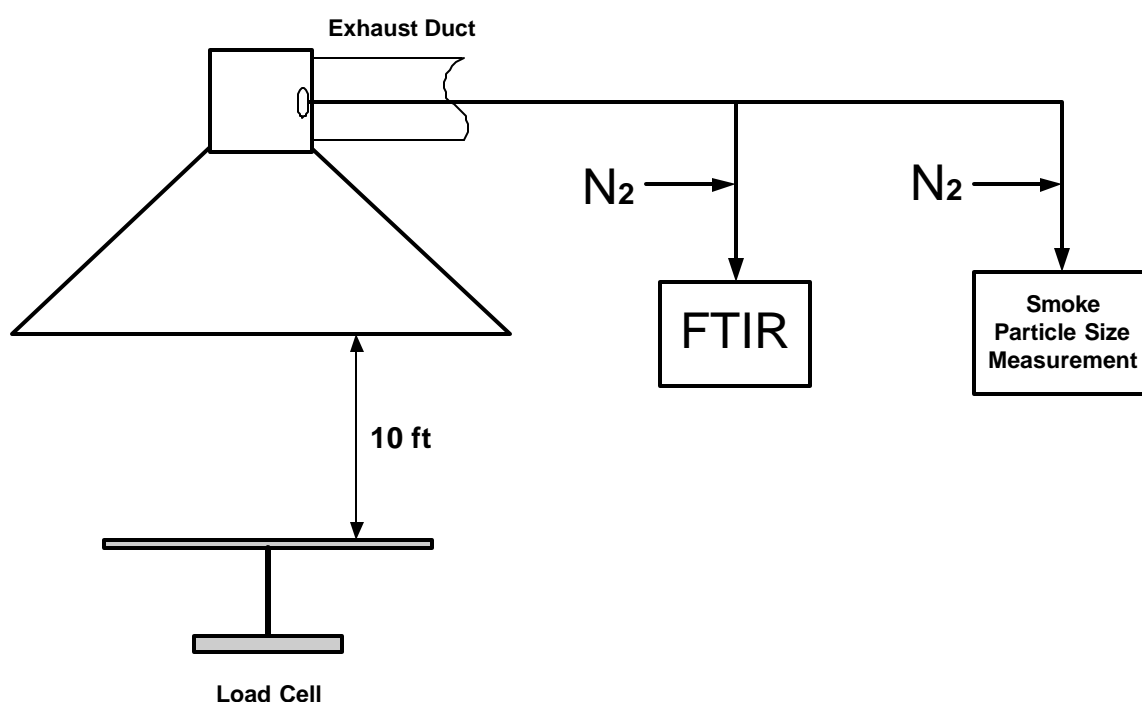 Exhaust Duct
N2
N2
FTIR
Smoke
Particle Size
Measurement
10 ft
Load Cell